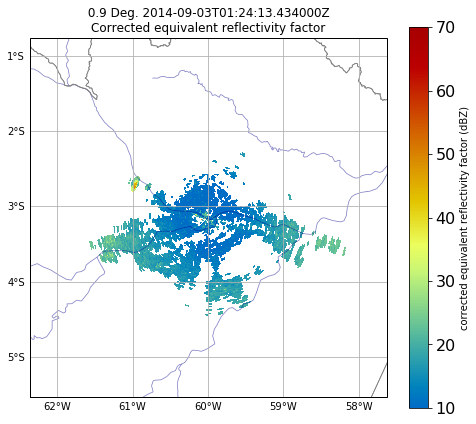 0.9 Deg. 2014-09-03T01:24:13.434000Z
Corrected equivalent reflectivity factor
1°S
2°S
3°S
4°S
5°S
62°W
61°W
60°W
59°W
58°W
70
60
50
40
30
20
10
corrected equivalent reflectivity factor (dBZ)